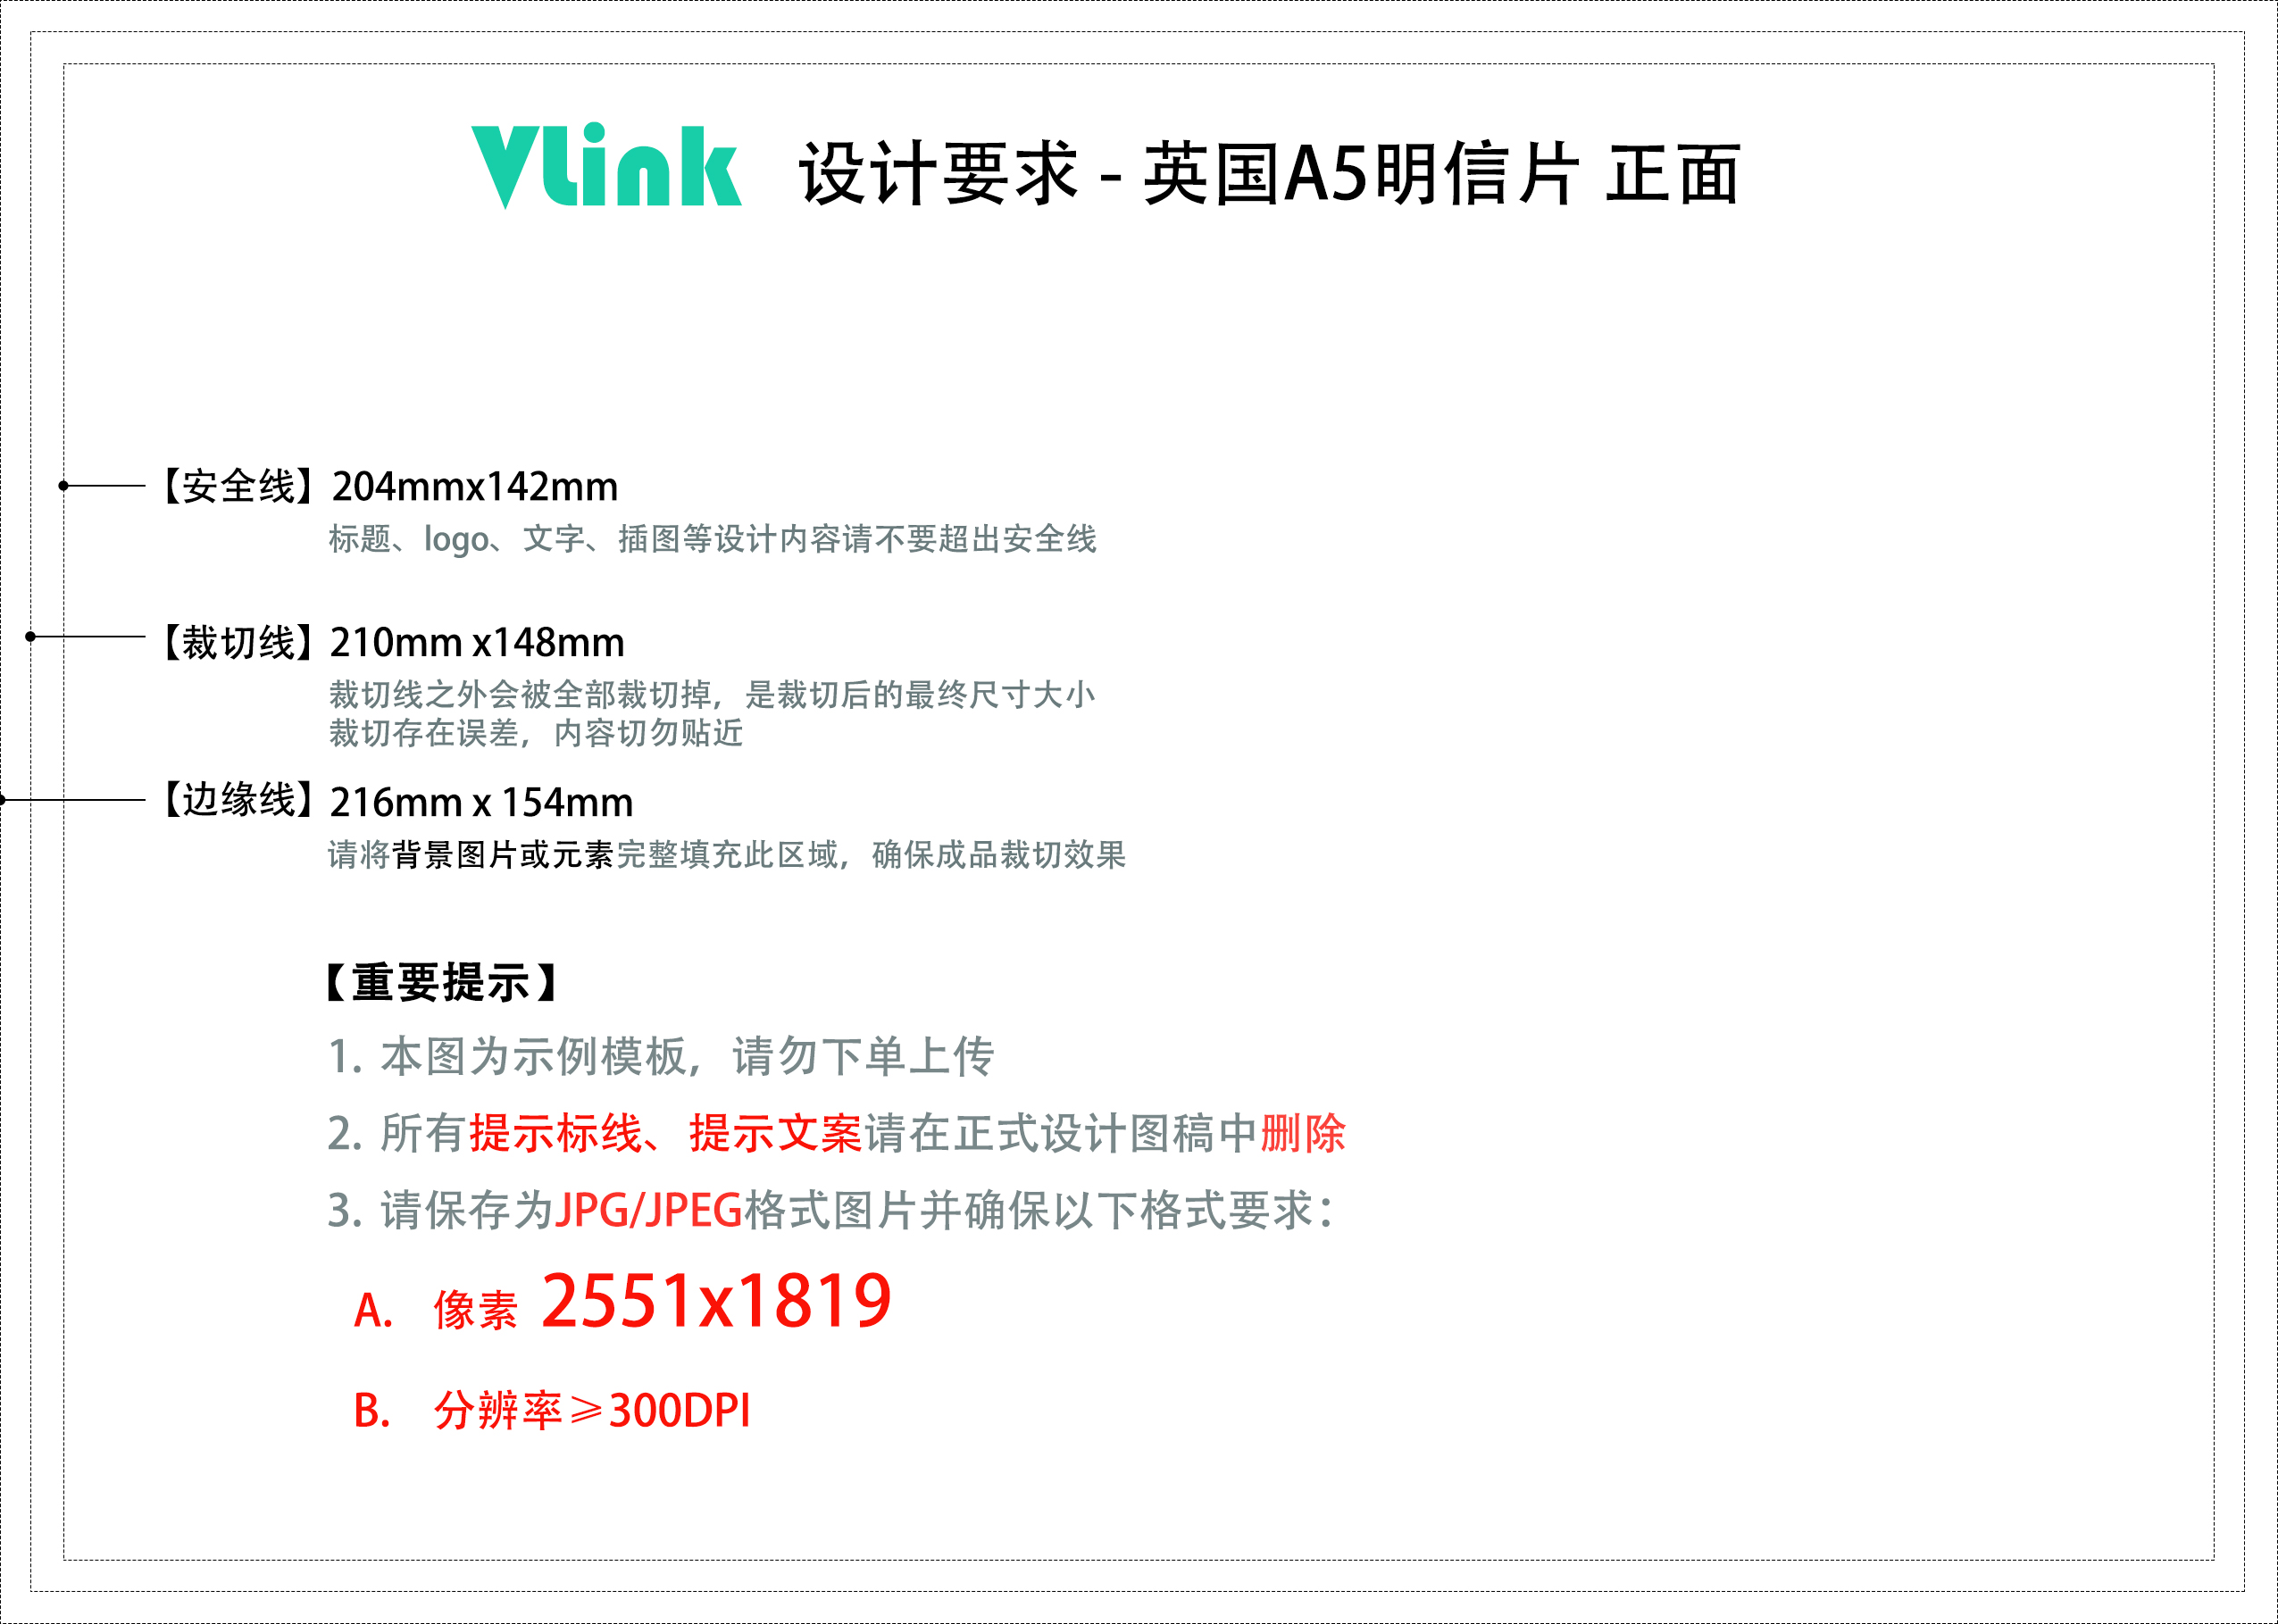 VLink 设计要求 - 英国A5明信片 正面
【安全线】204mmx142mm
标题、logo、文字、插图等设计内容请不要超出安全线
【裁切线】210mm x148mm
裁切线之外会被全部裁切掉，是裁切后的最终尺寸大小
裁切存在误差，内容切勿贴近
【边缘线】216mm x 154mm
请将背景图片或元素完整填充此区域，确保成品裁切效果
【重要提示】
1. 本图为示例模板，请勿下单上传
2. 所有提示标线、提示文案请在正式设计图稿中删除
3. 请保存为JPG/JPEG格式图片并确保以下格式要求：
A. 像素 2551x1819
B. 分辨率≥300DPI